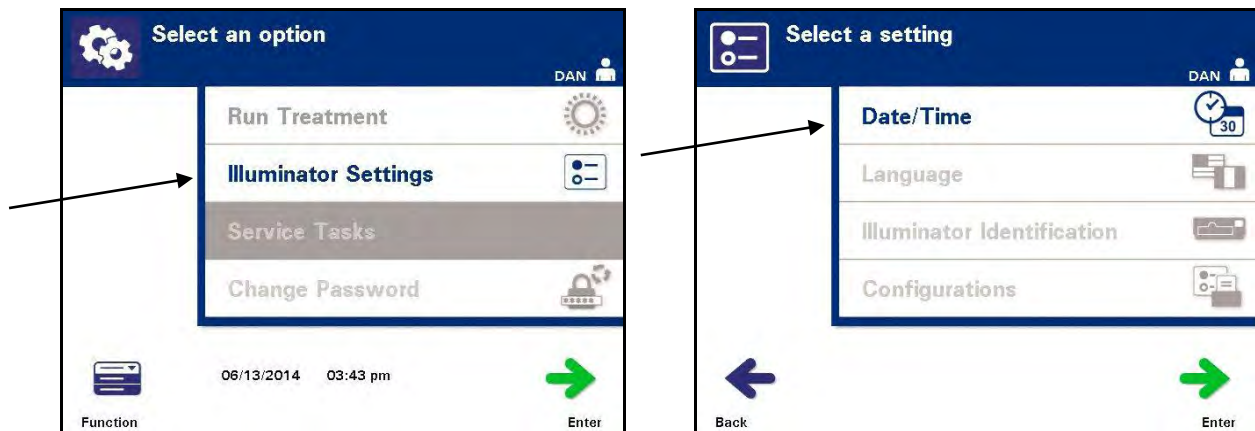 Select an option
DAN
Run Treatment
Illuminator Settings
Service Tasks
Change Password
06/13/2014 03:43 pm
Function
Enter
Select a setting
DAN
30
Date/Time
Language
Illuminator Identification
Configurations
Back
Enter